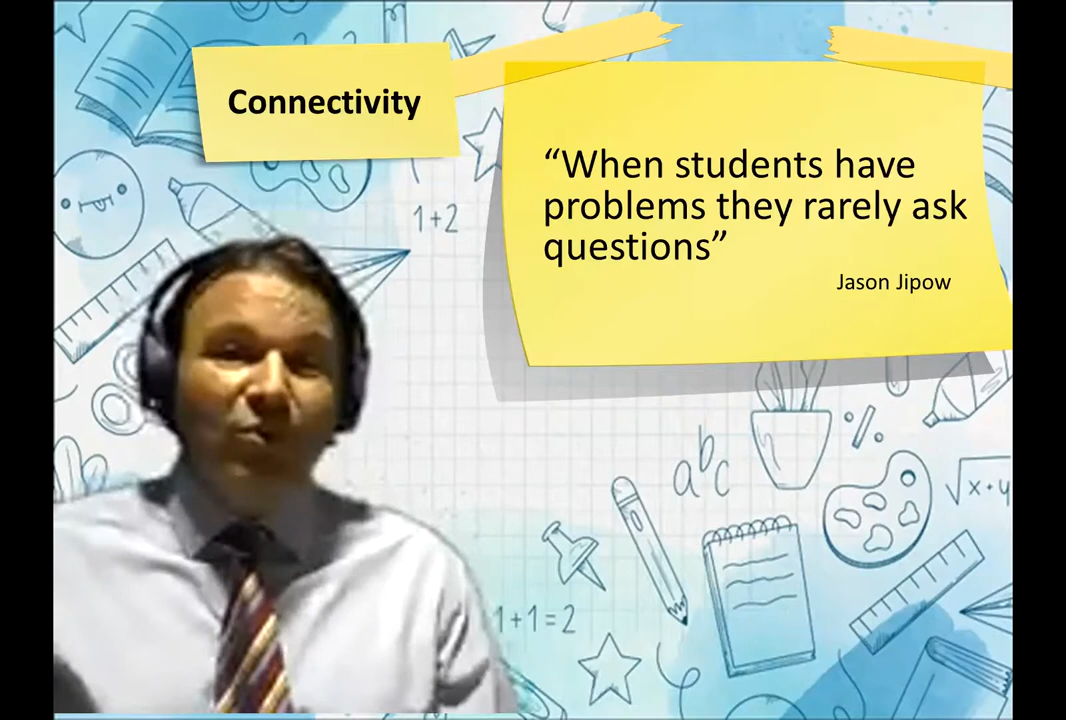 Connectivity
“When students have
problems they rarely ask
questions”
Jason Jipow
1+2
abc
%
√x+y
1+1=2